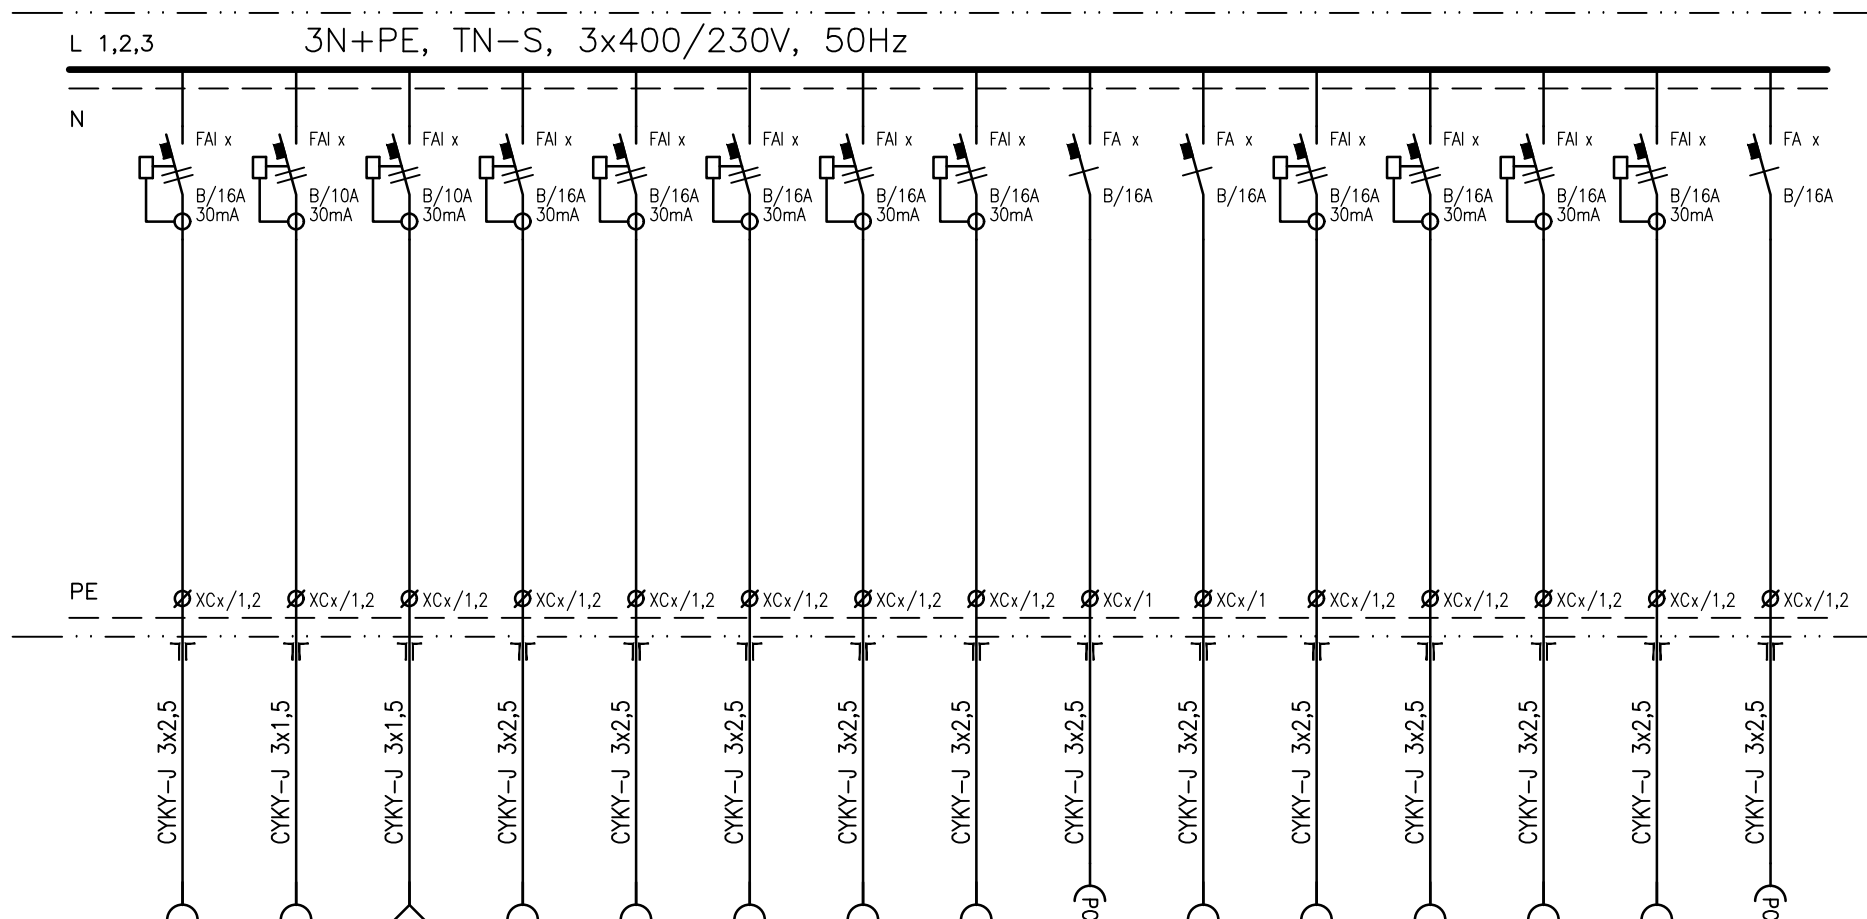 L 1,2,3
3N+PE, TN-S, 3x400/230V, 50Hz
N
FAI x
B/16A
30mA
FAI x
B/10A
30mA
FAI x
B/10A
30mA
FAI x
B/16A
30mA
FAI x
B/16A
30mA
FAI x
B/16A
30mA
FAI x
B/16A
30mA
FAI x
B/16A
30mA
FA x
B/16A
FA x
B/16A
FAI x
B/16A
30mA
FAI x
B/16A
30mA
FAI x
B/16A
30mA
FAI x
B/16A
30mA
FA x
B/16A
PE
XCx/1,2
XCx/1,2
XCx/1,2
XCx/1,2
XCx/1,2
XCx/1,2
XCx/1,2
XCx/1,2
XCx/1
XCx/1
XCx/1,2
XCx/1,2
XCx/1,2
XCx/1,2
XCx/1,2
CYKY-J 3x2,5
CYKY-J 3x1,5
CYKY-J 3x1,5
CYKY-J 3x2,5
CYKY-J 3x2,5
CYKY-J 3x2,5
CYKY-J 3x2,5
CYKY-J 3x2,5
CYKY-J 3x2,5
CYKY-J 3x2,5
CYKY-J 3x2,5
CYKY-J 3x2,5
CYKY-J 3x2,5
CYKY-J 3x2,5
CYKY-J 3x2,5